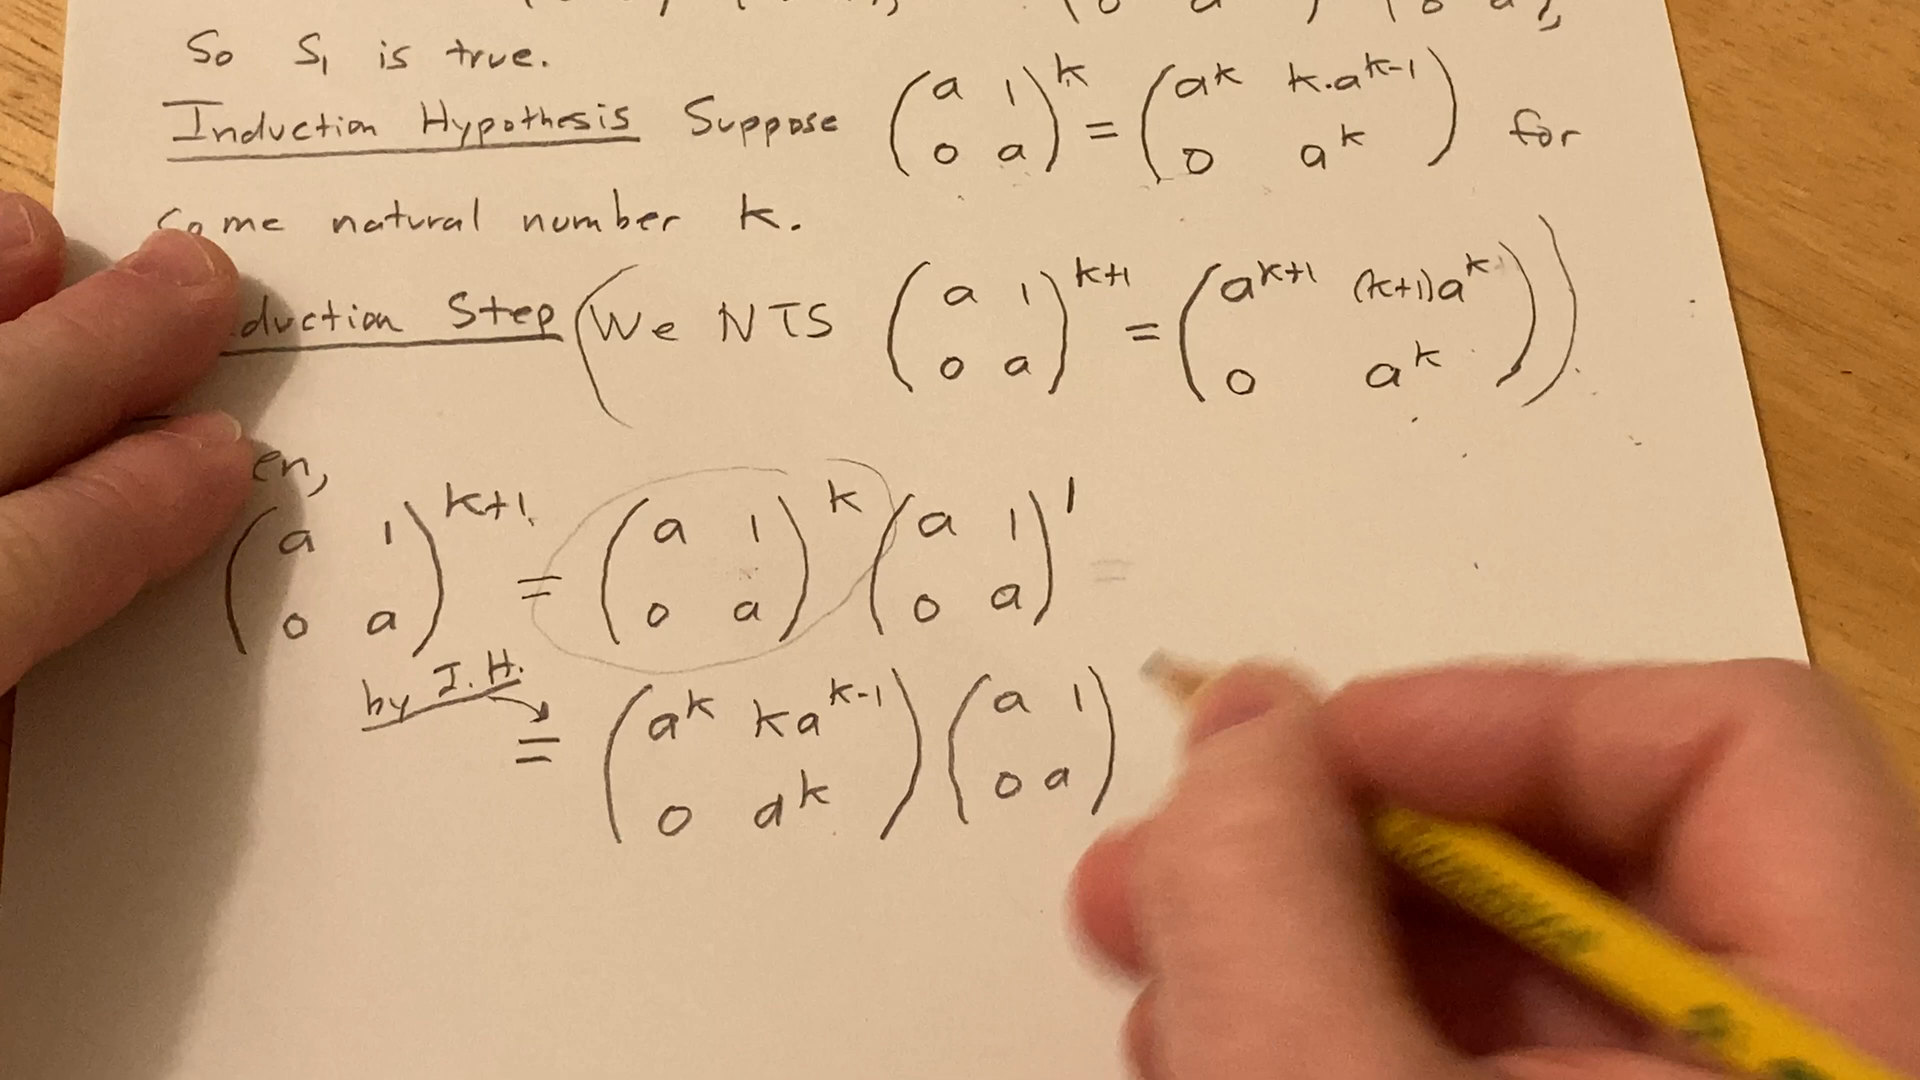 So S₁ is true.
Induction Hypothesis Suppose (a 1; 0 a)^k = (a^k k·a^(k-1); 0 a^k) for
some natural number k.
duction Step (We NTS (a 1; 0 a)^(k+1) = (a^(k+1) (k+1)a^k; 0 a^k))
en,
(a 1; 0 a)^(k+1) = (a 1; 0 a)^k (a 1; 0 a)^1 =
by I.H. = (a^k ka^(k-1); 0 a^k) (a 1; 0 a)